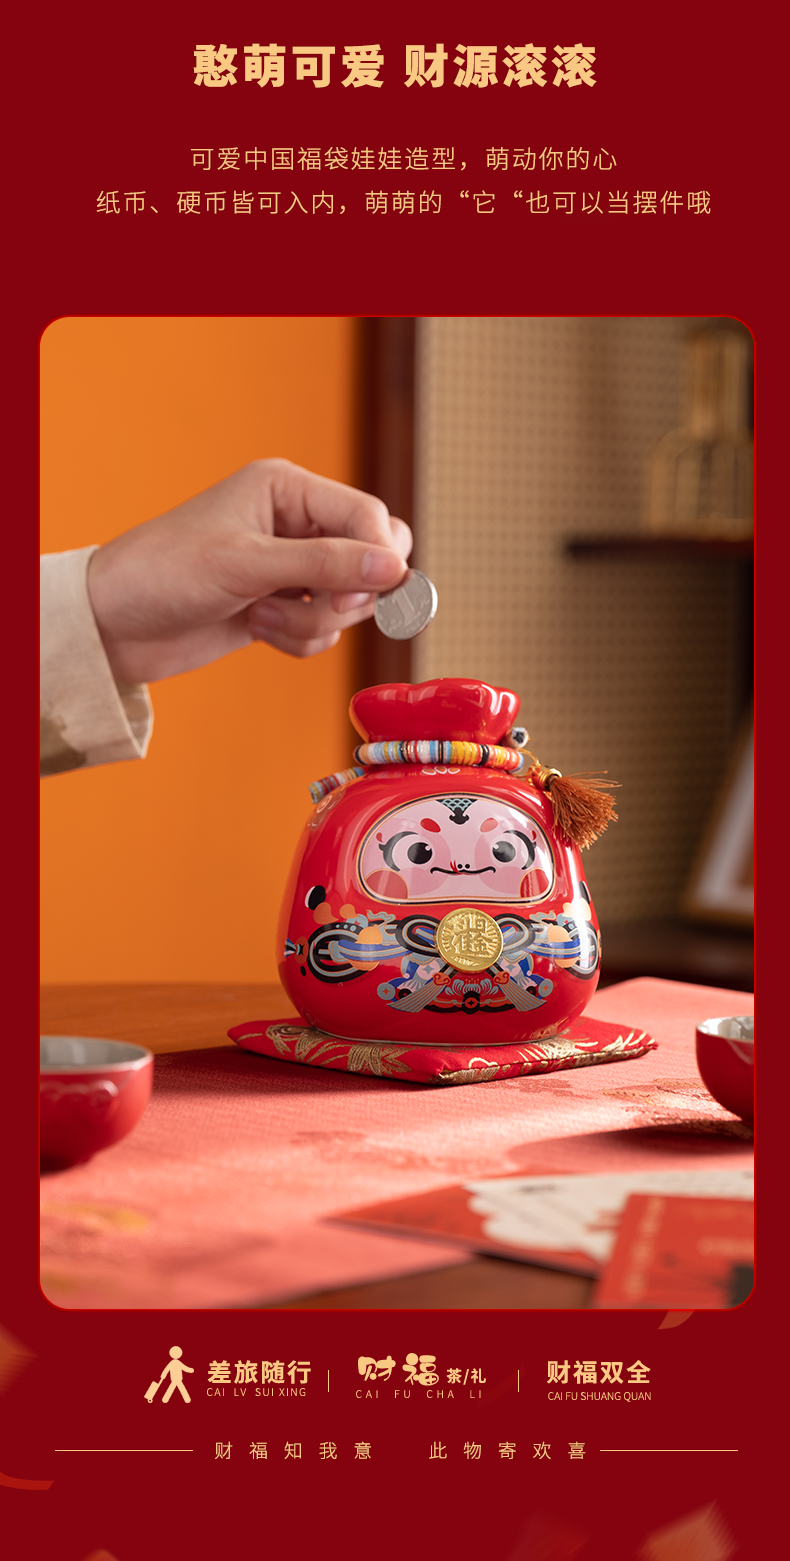 憨萌可爱 财源滚滚
可爱中国福袋娃娃造型，萌动你的心
纸币、硬币皆可入内，萌萌的“它“也可以当摆件哦
1
差旅随行
CAI LV SUI XING
财福茶/礼
CAI FU CHA LI
财福双全
CAI FU SHUANG QUAN
财福知我意 此物寄欢喜